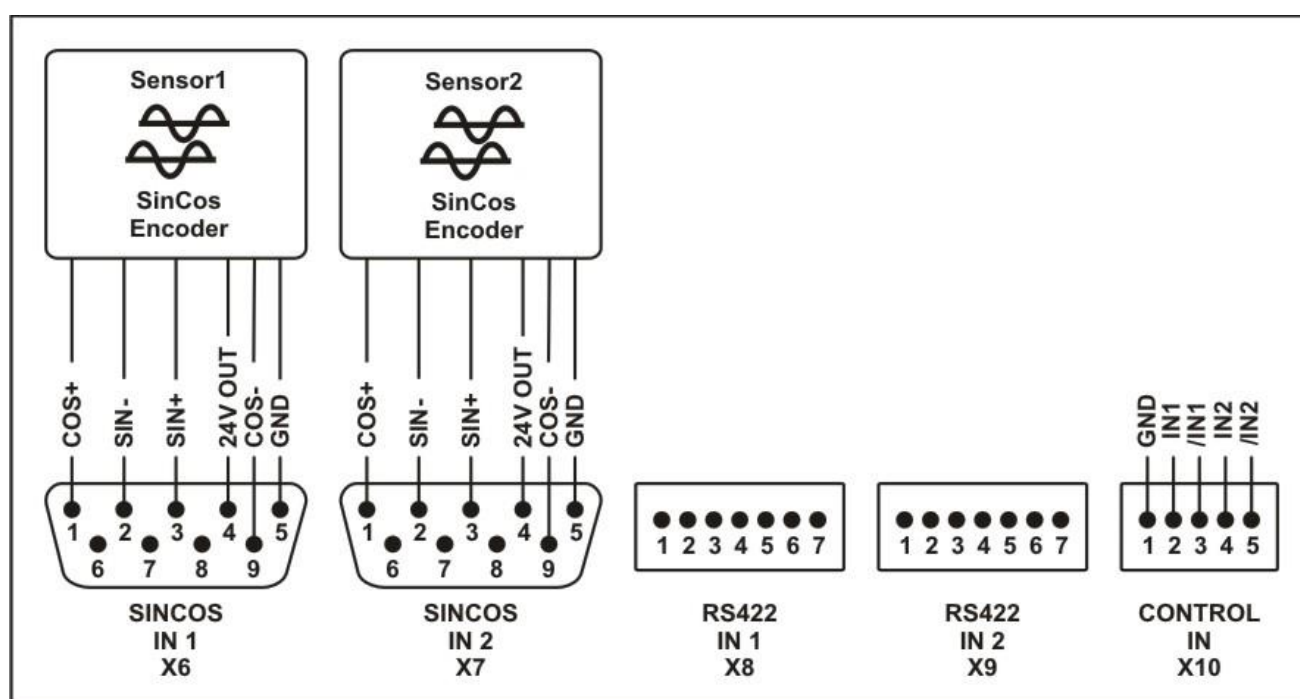 Sensor1
SinCos
Encoder
Sensor2
SinCos
Encoder
COS+
SIN-
SIN+
24V OUT
COS-
GND
COS+
SIN-
SIN+
24V OUT
COS-
GND
GND
IN1
/IN1
IN2
/IN2
1 2 3 4 5
6 7 8 9
1 2 3 4 5
6 7 8 9
1 2 3 4 5 6 7
1 2 3 4 5 6 7
1 2 3 4 5
SINCOS
IN 1
X6
SINCOS
IN 2
X7
RS422
IN 1
X8
RS422
IN 2
X9
CONTROL
IN
X10